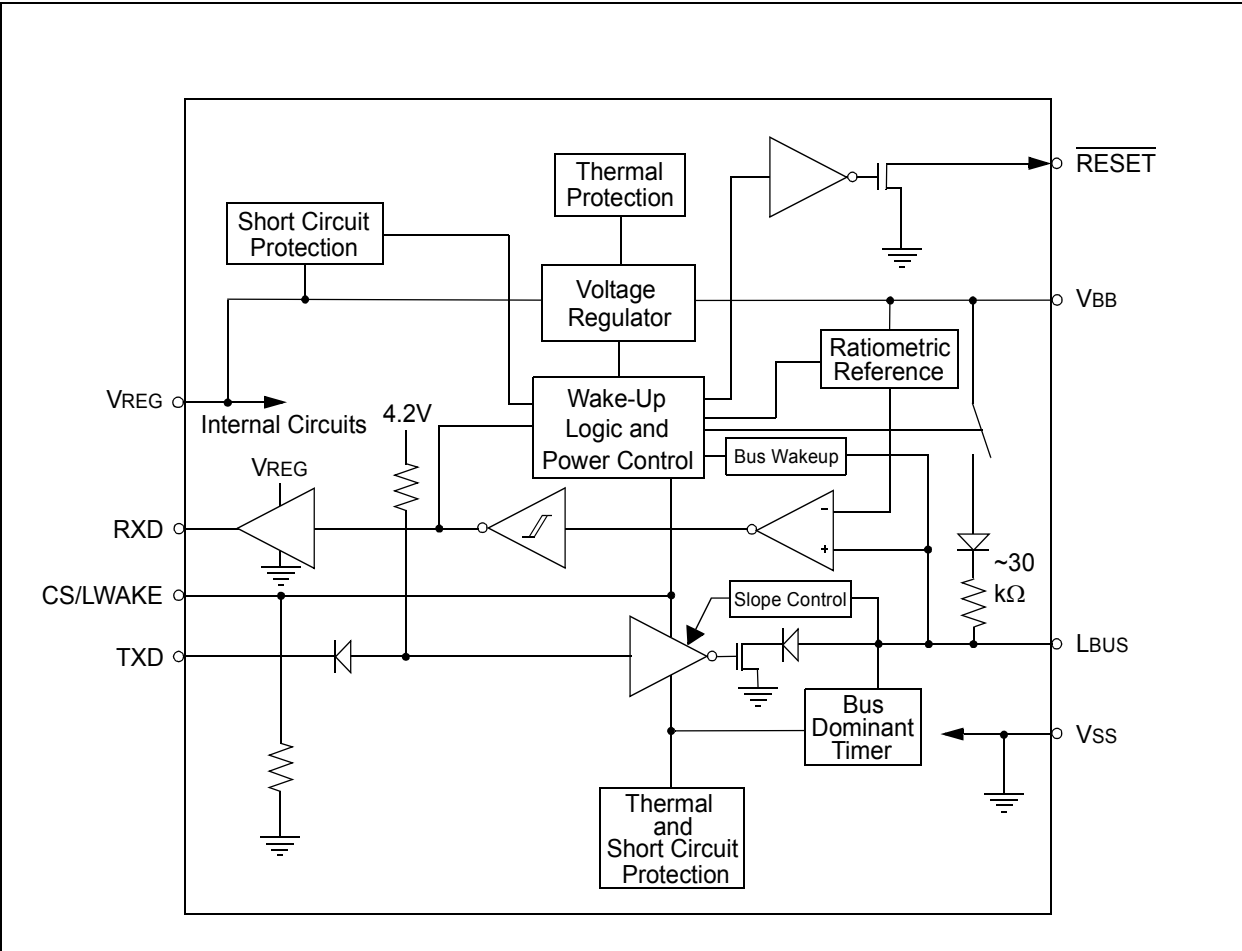 RESET
Thermal
Protection
Short Circuit
Protection
Voltage
Regulator
VBB
Ratiometric
Reference
VREG
Internal Circuits
4.2V
Wake-Up
Logic and
Power Control
Bus Wakeup
VREG
RXD
-
+
~30
kΩ
CS/LWAKE
Slope Control
TXD
LBUS
Bus
Dominant
Timer
VSS
Thermal
and
Short Circuit
Protection